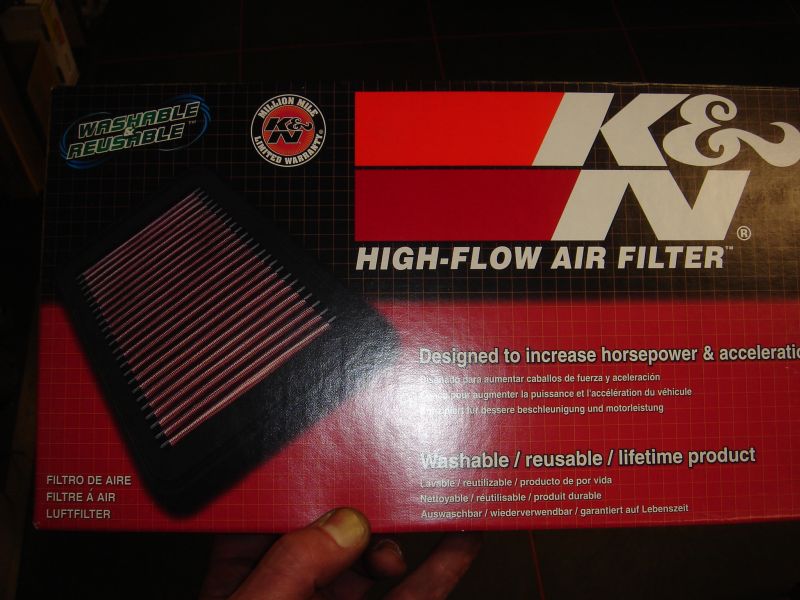 WASHABLE
&
REUSABLE™
MILLION MILE
K&N
LIMITED WARRANTY
K&
N®
HIGH-FLOW AIR FILTER™
Designed to increase horsepower & acceleratio
Diseñado para aumentar caballos de fuerza y aceleración
pour augmenter la puissance et l'accélération du véhicule
für bessere beschleunigung und motorleistung
Washable / reusable / lifetime product
Lavable / reutilizable / producto de por vida
Nettoyable / réutilisable / produit durable
Auswaschbar / wiederverwendbar / garantiert auf Lebenszeit
FILTRO DE AIRE
FILTRE À AIR
LUFTFILTER